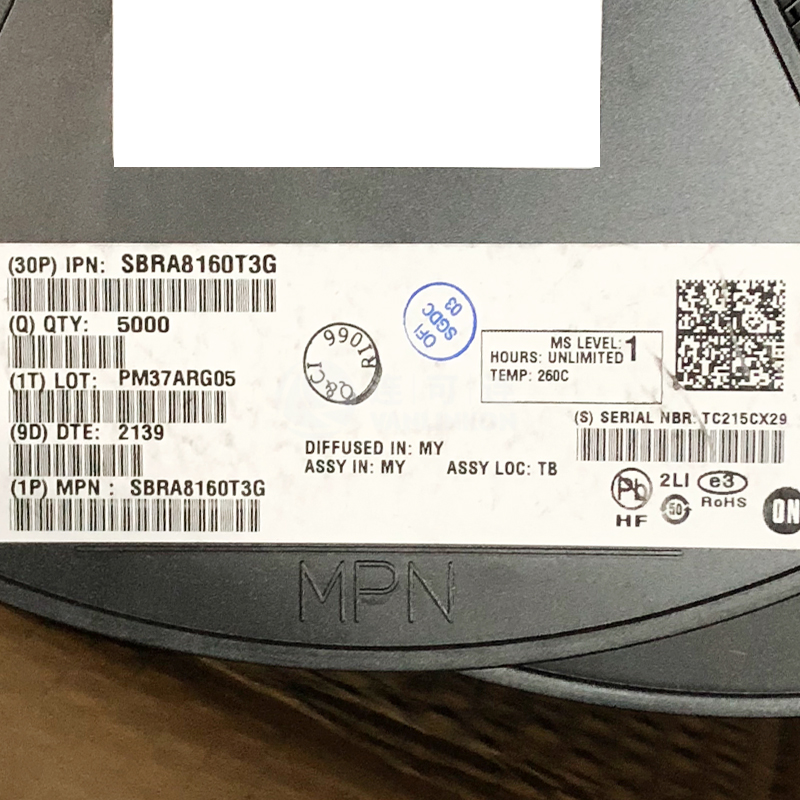 (30P) IPN: SBRA8160T3G
(Q) QTY: 5000
(1T) LOT: PM37ARG05
(9D) DTE: 2139
(1P) MPN : SBRA8160T3G
Q&CI
R1066
OFI
SGDC
03
MS LEVEL: 1
HOURS: UNLIMITED
TEMP: 260C
DIFFUSED IN: MY
ASSY IN: MY ASSY LOC: TB
(S) SERIAL NBR: TC215CX29
Pb 2LI e3
HF 50 RoHS
ON
MPN